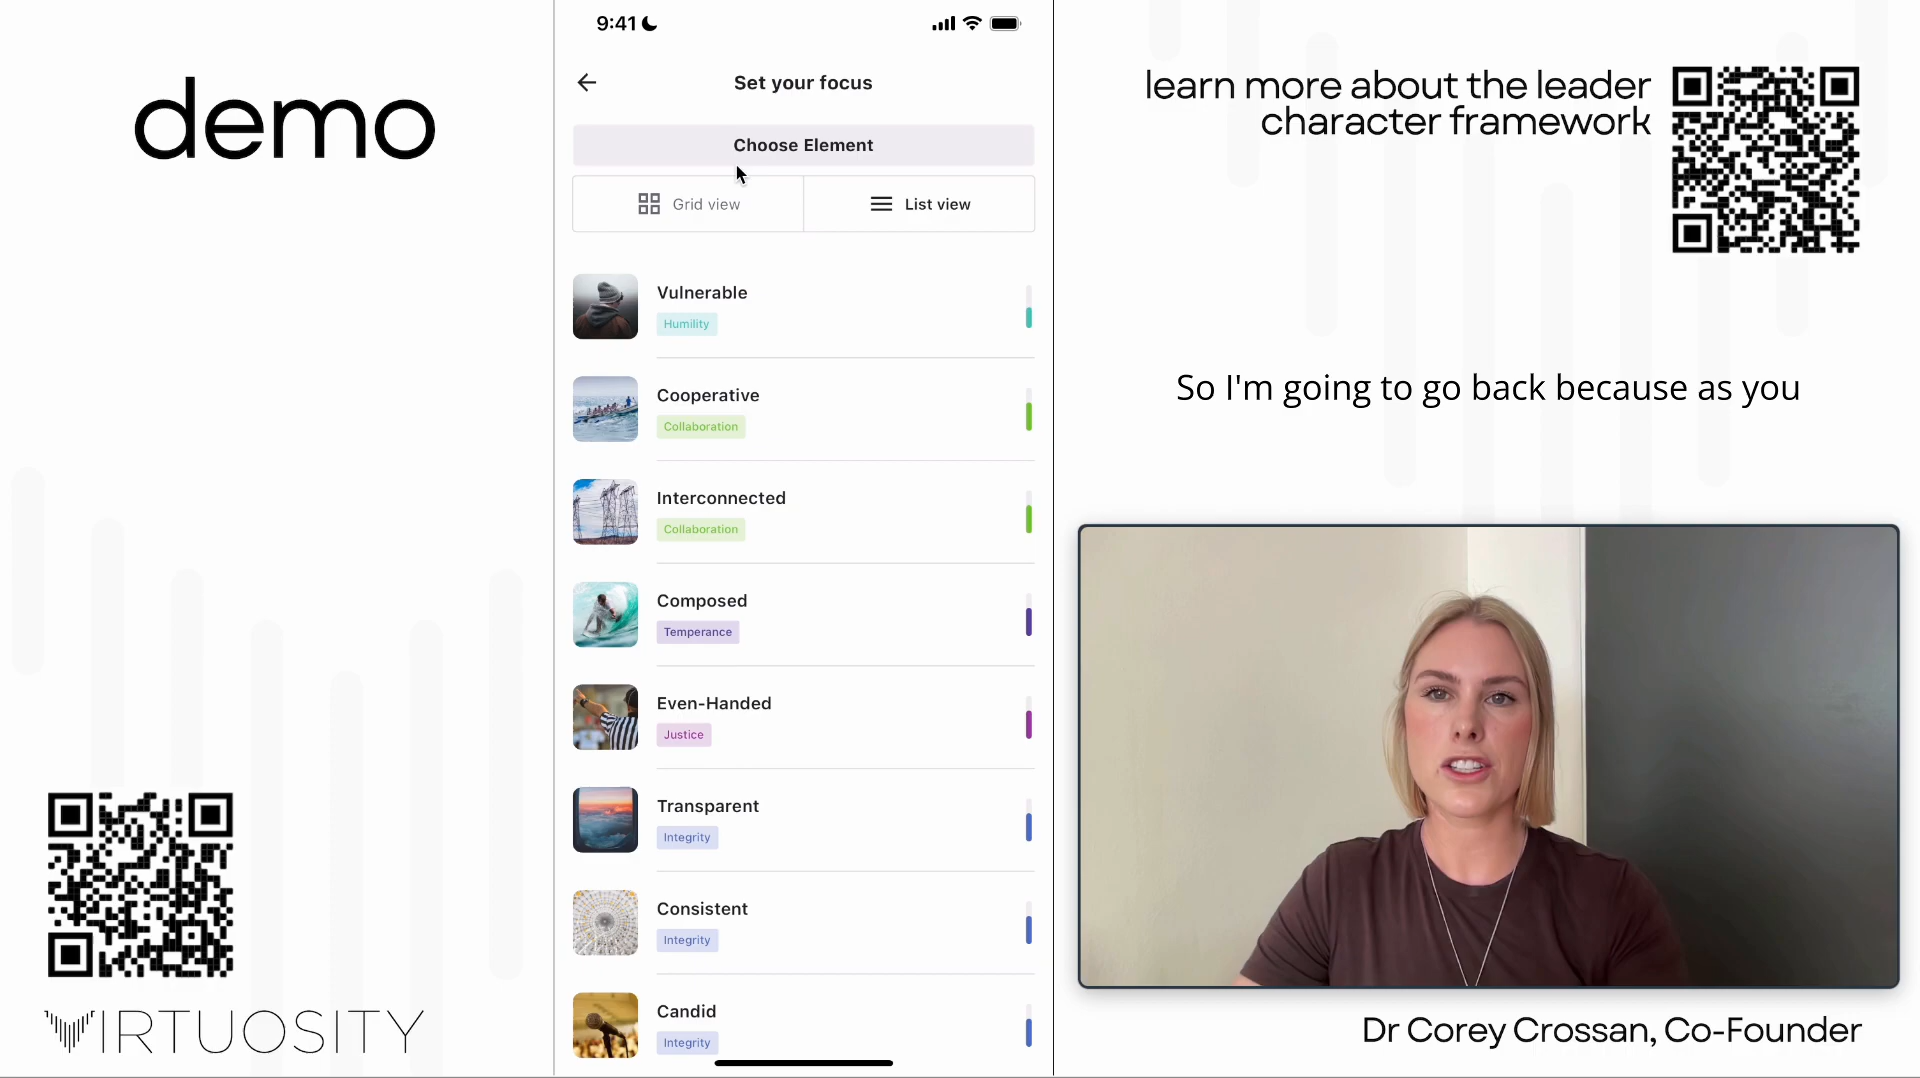 demo
VIRTUOSITY
9:41
Set your focus
Choose Element
Grid view
List view
Vulnerable
Humility
Cooperative
Collaboration
Interconnected
Collaboration
Composed
Temperance
Even-Handed
Justice
Transparent
Integrity
Consistent
Integrity
Candid
Integrity
learn more about the leader
character framework
So I'm going to go back because as you
Dr Corey Crossan, Co-Founder